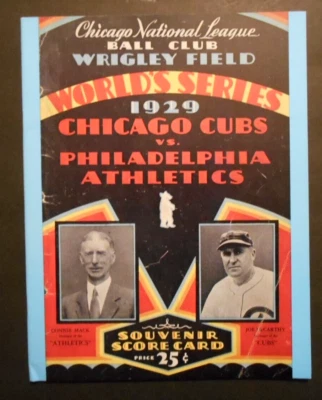 Chicago National League
BALL CLUB
WRIGLEY FIELD
WORLD'S SERIES
1929
CHICAGO CUBS
vs.
PHILADELPHIA
ATHLETICS
CONNIE MACK
"ATHLETICS"
JOE McCARTHY
"CUBS"
SOUVENIR
SCORE CARD
PRICE 25¢